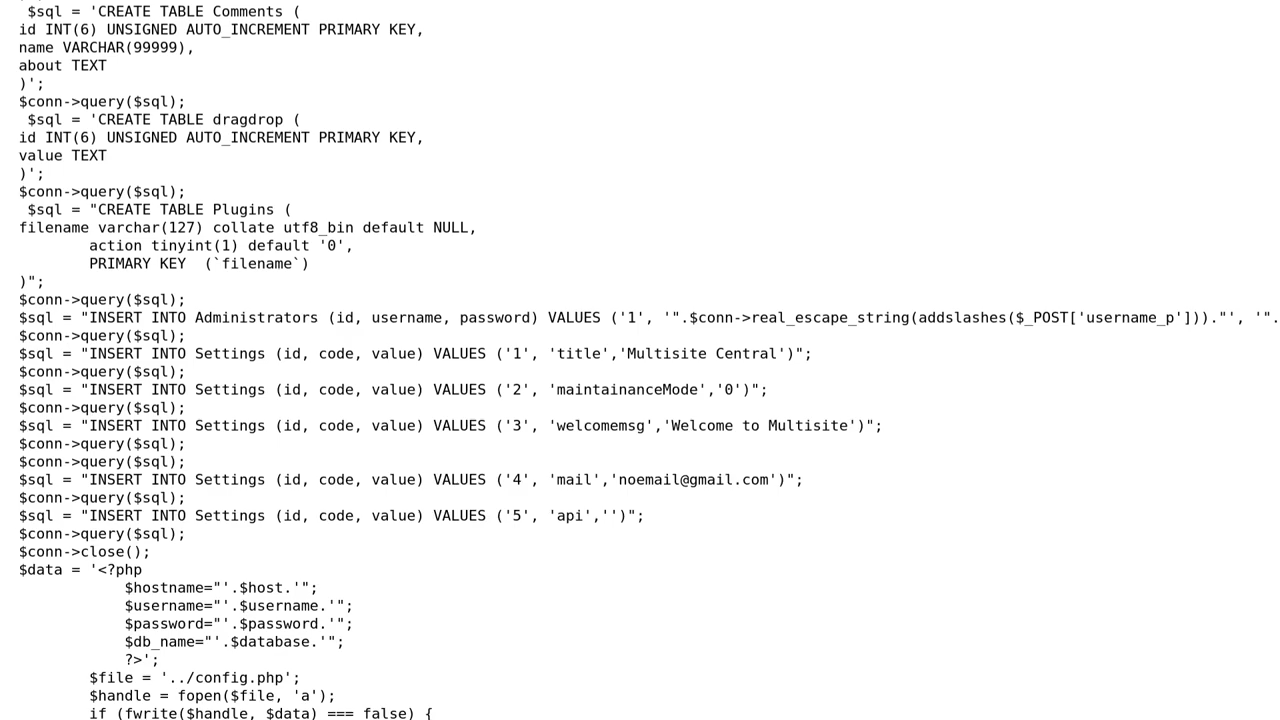 $sql = 'CREATE TABLE Comments (
id INT(6) UNSIGNED AUTO_INCREMENT PRIMARY KEY,
name VARCHAR(99999),
about TEXT
)';
$conn->query($sql);
$sql = 'CREATE TABLE dragdrop (
id INT(6) UNSIGNED AUTO_INCREMENT PRIMARY KEY,
value TEXT
)';
$conn->query($sql);
$sql = "CREATE TABLE Plugins (
filename varchar(127) collate utf8_bin default NULL,
action tinyint(1) default '0',
PRIMARY KEY  (`filename`)
)";
$conn->query($sql);
$sql = "INSERT INTO Administrators (id, username, password) VALUES ('1', '".$conn->real_escape_string(addslashes($_POST['username_p']))."', '".
$conn->query($sql);
$sql = "INSERT INTO Settings (id, code, value) VALUES ('1', 'title','Multisite Central')";
$conn->query($sql);
$sql = "INSERT INTO Settings (id, code, value) VALUES ('2', 'maintainanceMode','0')";
$conn->query($sql);
$sql = "INSERT INTO Settings (id, code, value) VALUES ('3', 'welcomemsg','Welcome to Multisite')";
$conn->query($sql);
$conn->query($sql);
$sql = "INSERT INTO Settings (id, code, value) VALUES ('4', 'mail','noemail@gmail.com')";
$conn->query($sql);
$sql = "INSERT INTO Settings (id, code, value) VALUES ('5', 'api','')";
$conn->query($sql);
$conn->close();
$data = '<?php
$hostname="'.$host.'";
$username="'.$username.'";
$password="'.$password.'";
$db_name="'.$database.'";
?>';
$file = '../config.php';
$handle = fopen($file, 'a');
if (fwrite($handle, $data) === false) {